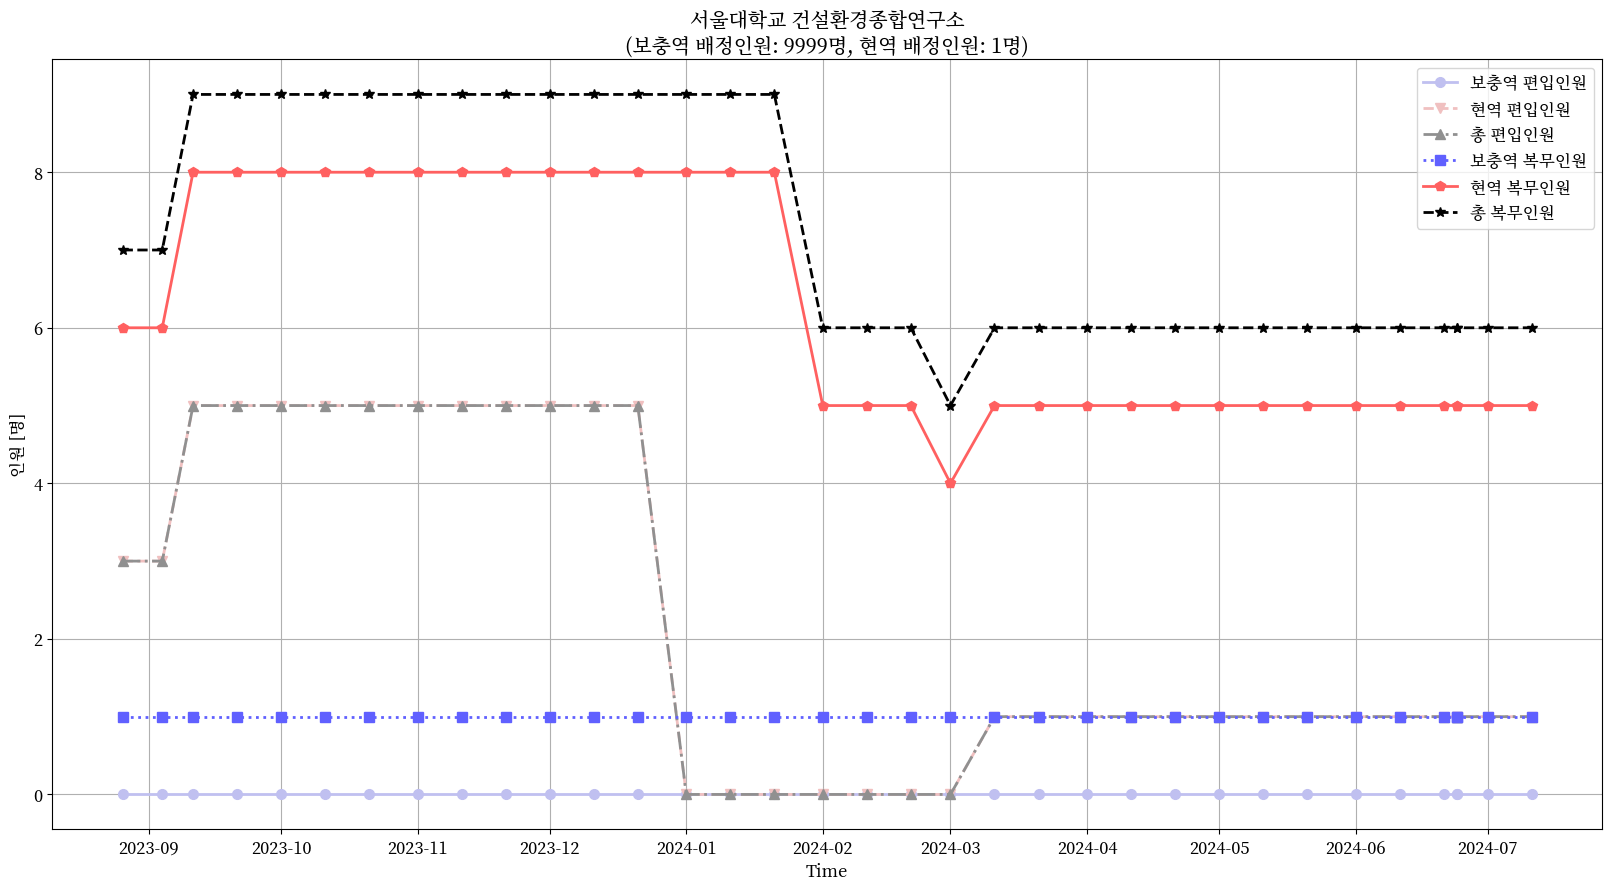 서울대학교 건설환경종합연구소
(보충역 배정인원: 9999명, 현역 배정인원: 1명)
보충역 편입인원
현역 편입인원
총 편입인원
보충역 복무인원
현역 복무인원
총 복무인원
인원 [명]
8
6
4
2
0
2023-09 2023-10 2023-11 2023-12 2024-01 2024-02 2024-03 2024-04 2024-05 2024-06 2024-07
Time